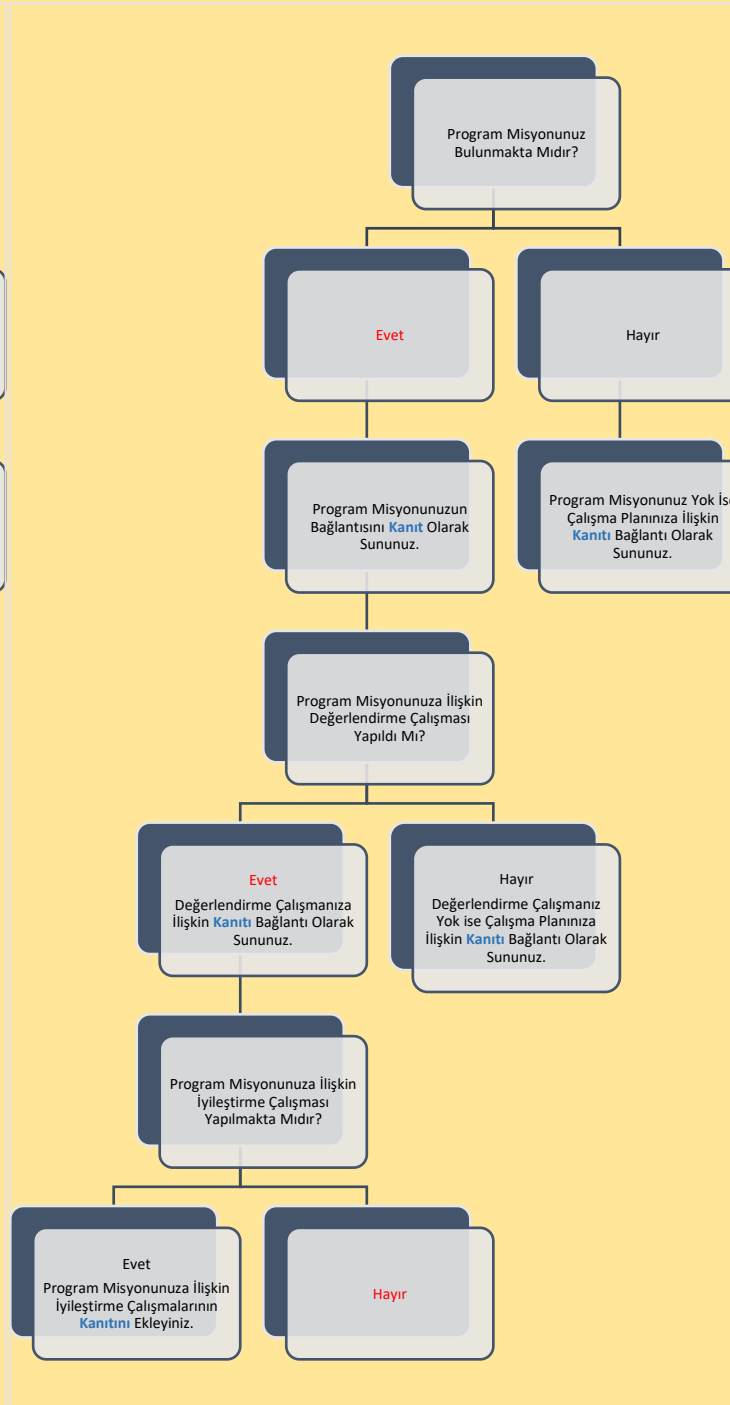 Program Misyonunuz
Bulunmakta Mıdır?
Evet
Hayır
Program Misyonunuzun
Bağlantısını Kanıt Olarak
Sununuz.
Program Misyonunuz Yok İse
Çalışma Planınıza İlişkin
Kanıtı Bağlantı Olarak
Sununuz.
Program Misyonunuza İlişkin
Değerlendirme Çalışması
Yapıldı Mı?
Evet
Değerlendirme Çalışmanıza
İlişkin Kanıtı Bağlantı Olarak
Sununuz.
Hayır
Değerlendirme Çalışmanız
Yok ise Çalışma Planınıza
İlişkin Kanıtı Bağlantı Olarak
Sununuz.
Program Misyonunuza İlişkin
İyileştirme Çalışması
Yapılmakta Mıdır?
Evet
Program Misyonunuza İlişkin
İyileştirme Çalışmalarının
Kanıtını Ekleyiniz.
Hayır